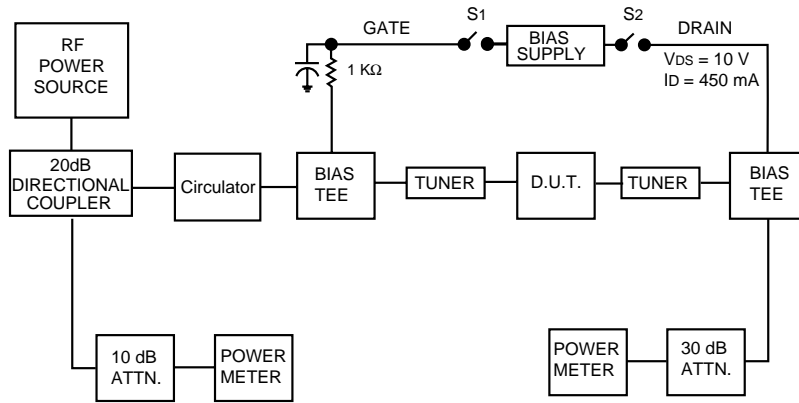 RF
POWER
SOURCE
GATE
S1
BIAS
SUPPLY
S2
DRAIN
VDS = 10 V
ID = 450 mA
1 KΩ
20dB
DIRECTIONAL
COUPLER
Circulator
BIAS
TEE
TUNER
D.U.T.
TUNER
BIAS
TEE
10 dB
ATTN.
POWER
METER
POWER
METER
30 dB
ATTN.